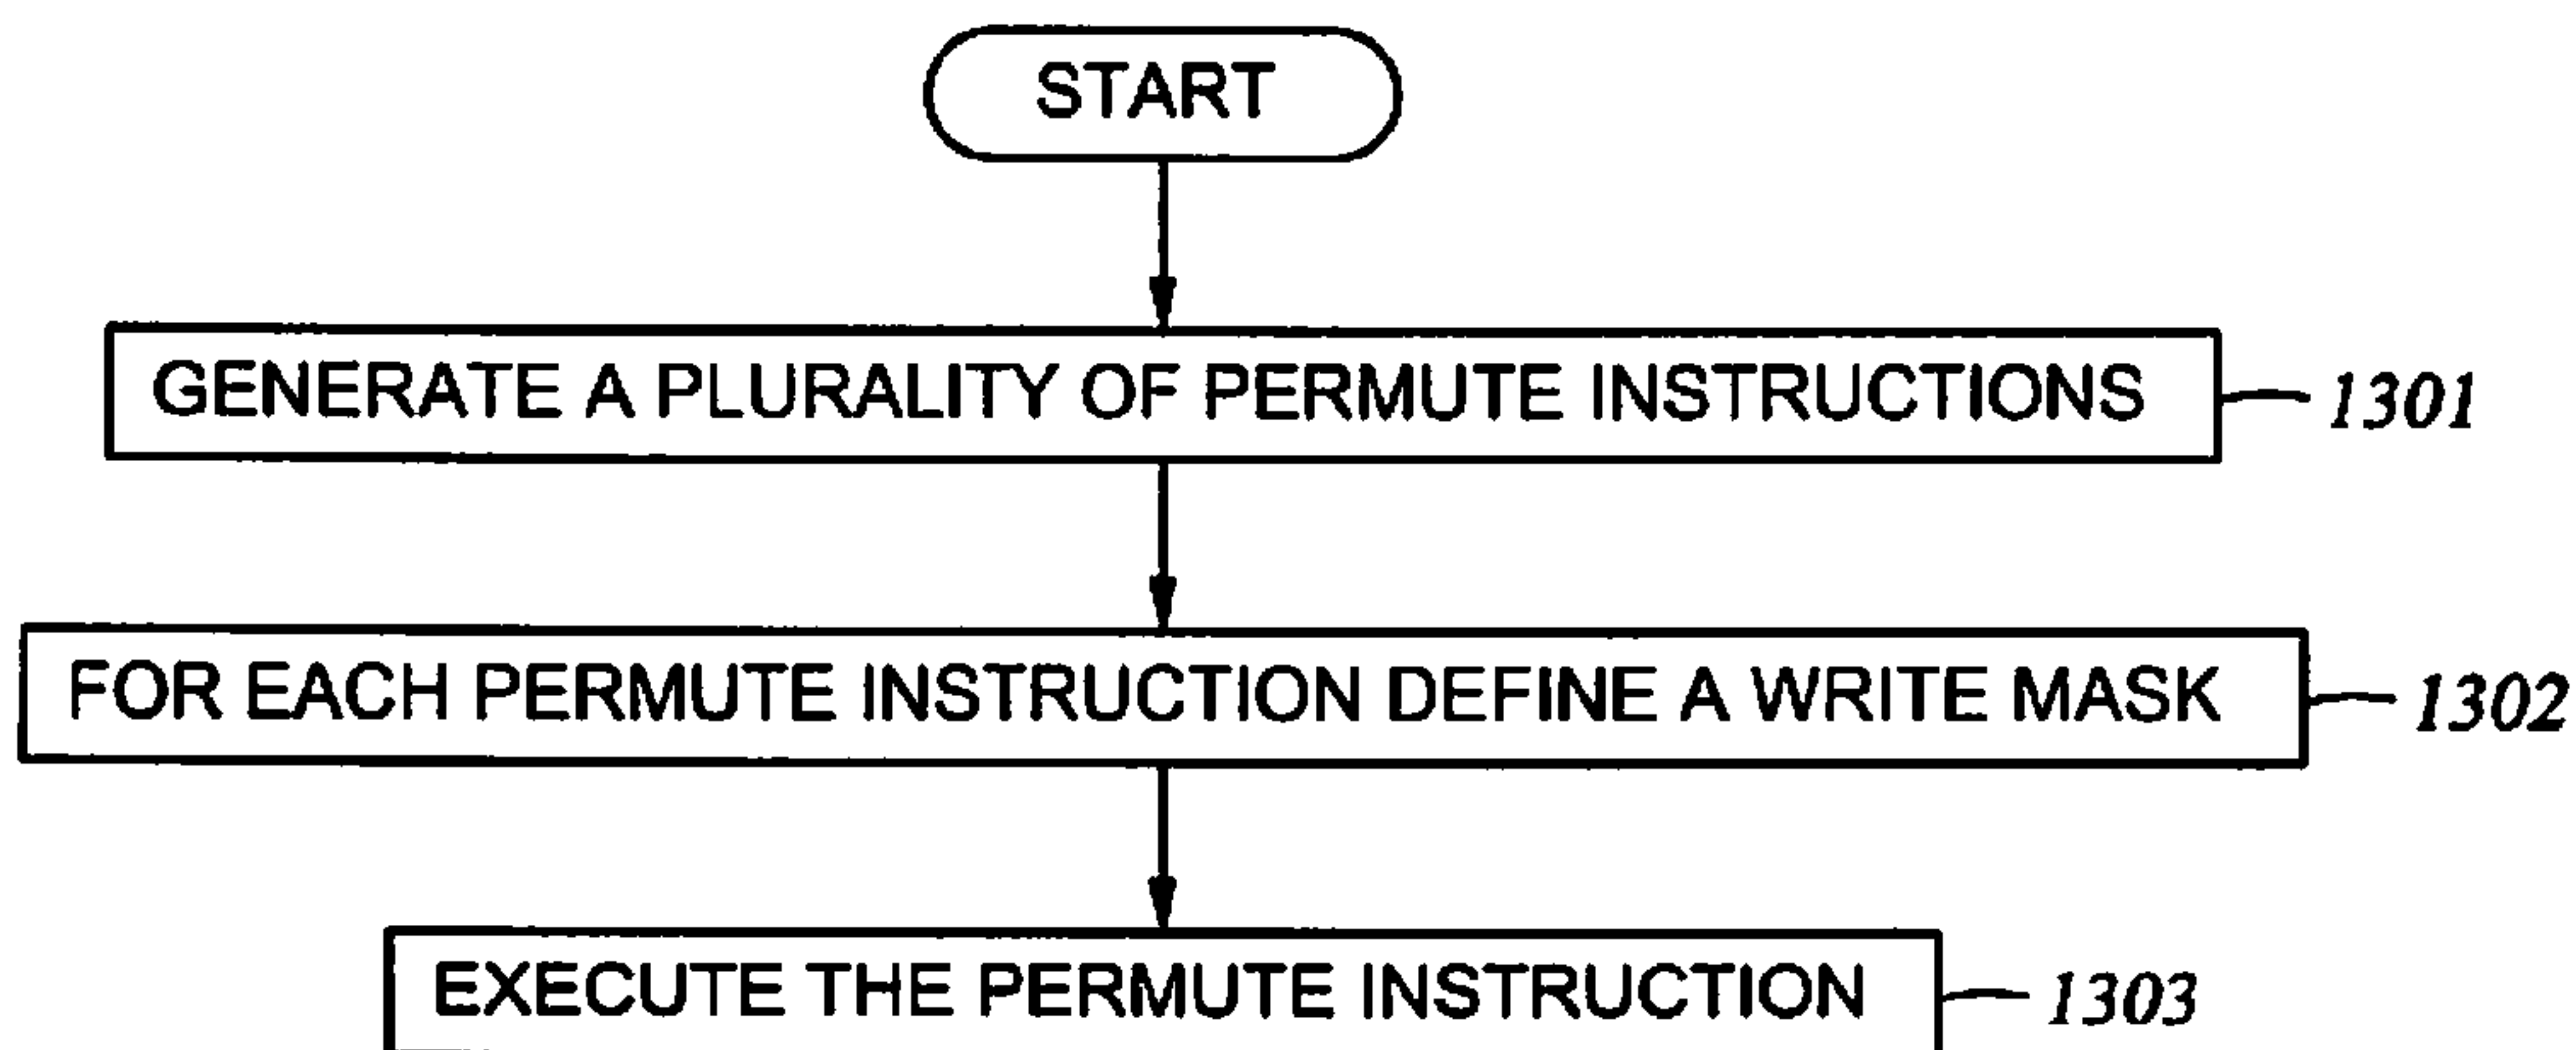 START
GENERATE A PLURALITY OF PERMUTE INSTRUCTIONS 1301
FOR EACH PERMUTE INSTRUCTION DEFINE A WRITE MASK 1302
EXECUTE THE PERMUTE INSTRUCTION 1303